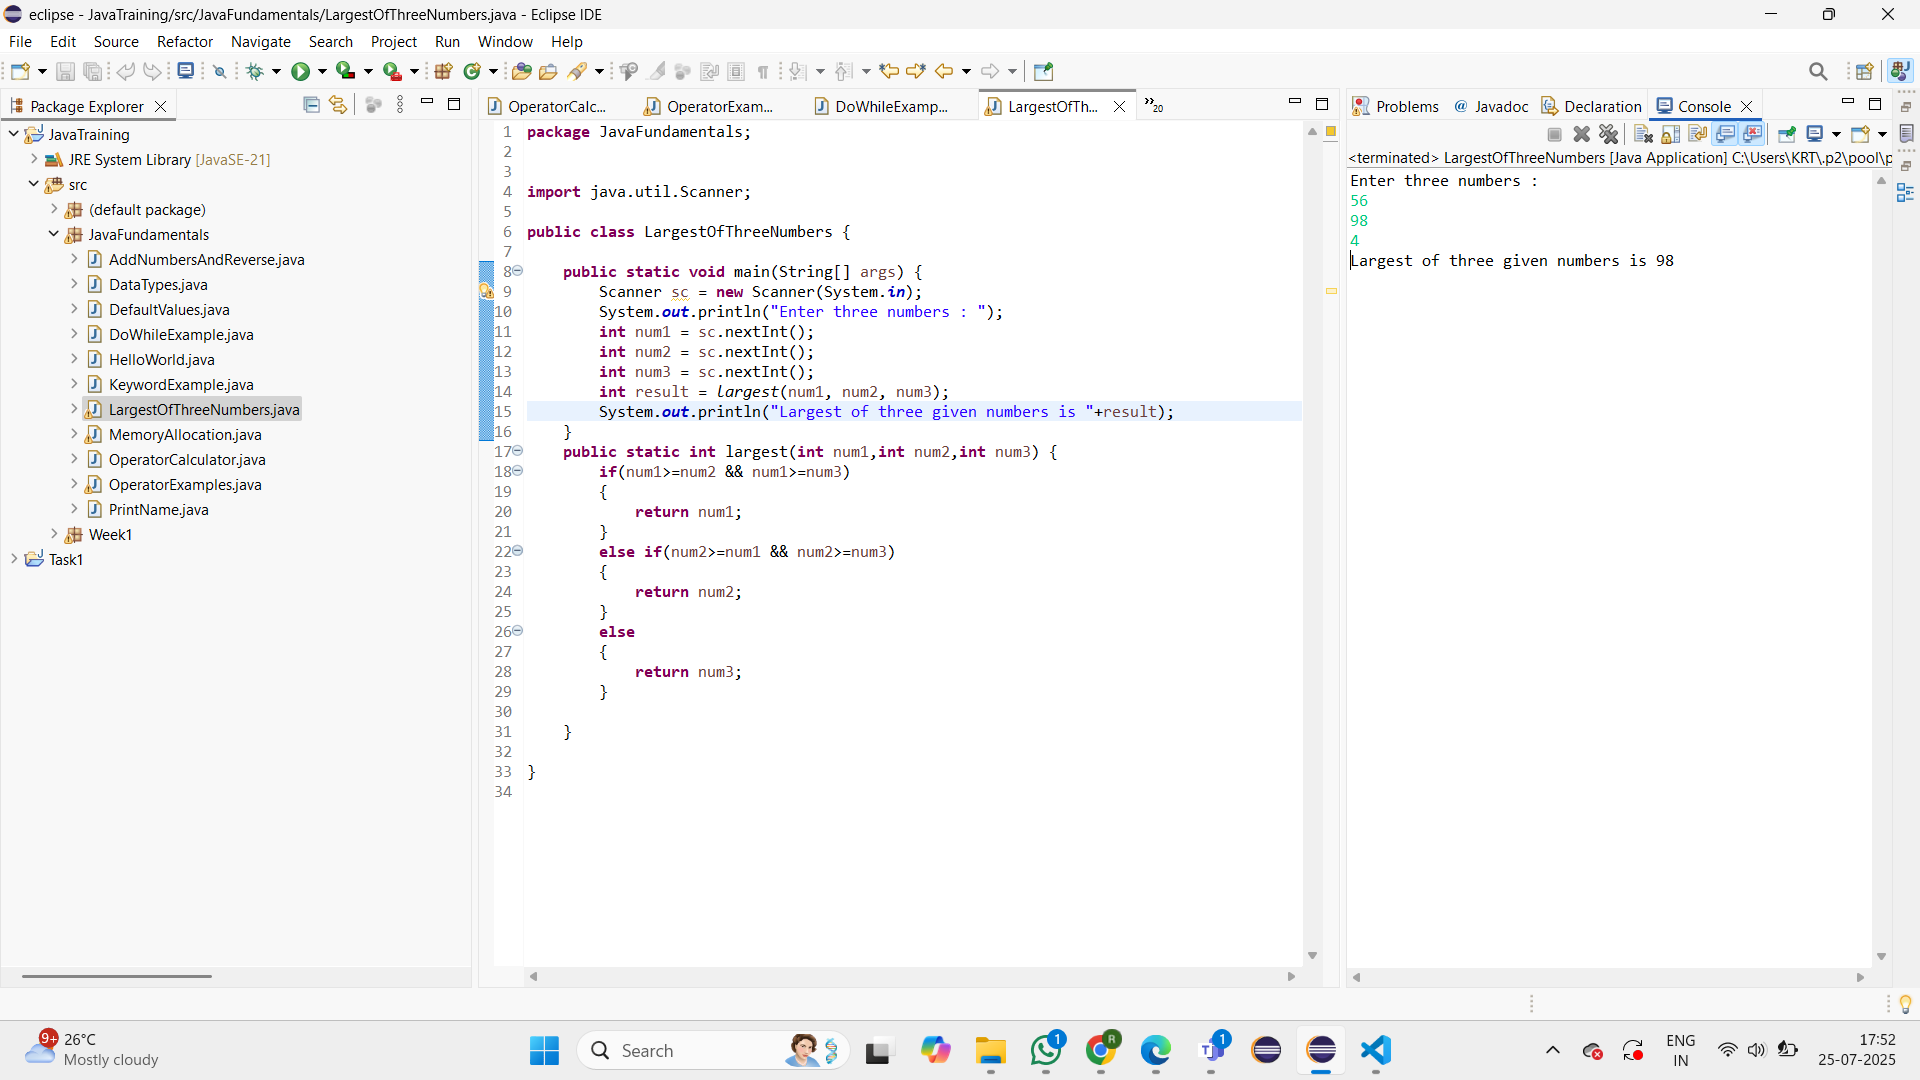 eclipse - JavaTraining/src/JavaFundamentals/LargestOfThreeNumbers.java - Eclipse IDE
File Edit Source Refactor Navigate Search Project Run Window Help
Package Explorer
JavaTraining
JRE System Library [JavaSE-21]
src
(default package)
JavaFundamentals
AddNumbersAndReverse.java
DataTypes.java
DefaultValues.java
DoWhileExample.java
HelloWorld.java
KeywordExample.java
LargestOfThreeNumbers.java
MemoryAllocation.java
OperatorCalculator.java
OperatorExamples.java
PrintName.java
Week1
Task1
OperatorCalc... OperatorExam... DoWhileExamp... LargestOfTh... »20
1 package JavaFundamentals;
2
3
4 import java.util.Scanner;
5
6 public class LargestOfThreeNumbers {
7
8 public static void main(String[] args) {
9 Scanner sc = new Scanner(System.in);
10 System.out.println("Enter three numbers : ");
11 int num1 = sc.nextInt();
12 int num2 = sc.nextInt();
13 int num3 = sc.nextInt();
14 int result = largest(num1, num2, num3);
15 System.out.println("Largest of three given numbers is "+result);
16 }
17 public static int largest(int num1,int num2,int num3) {
18 if(num1>=num2 && num1>=num3)
19 {
20 return num1;
21 }
22 else if(num2>=num1 && num2>=num3)
23 {
24 return num2;
25 }
26 else
27 {
28 return num3;
29 }
30
31 }
32
33 }
34
Problems @ Javadoc Declaration Console
<terminated> LargestOfThreeNumbers [Java Application] C:\Users\KRT\.p2\pool\p
Enter three numbers :
56
98
4
Largest of three given numbers is 98
9+
26°C
Mostly cloudy
Search
1
R
1
ENG
IN
17:52
25-07-2025